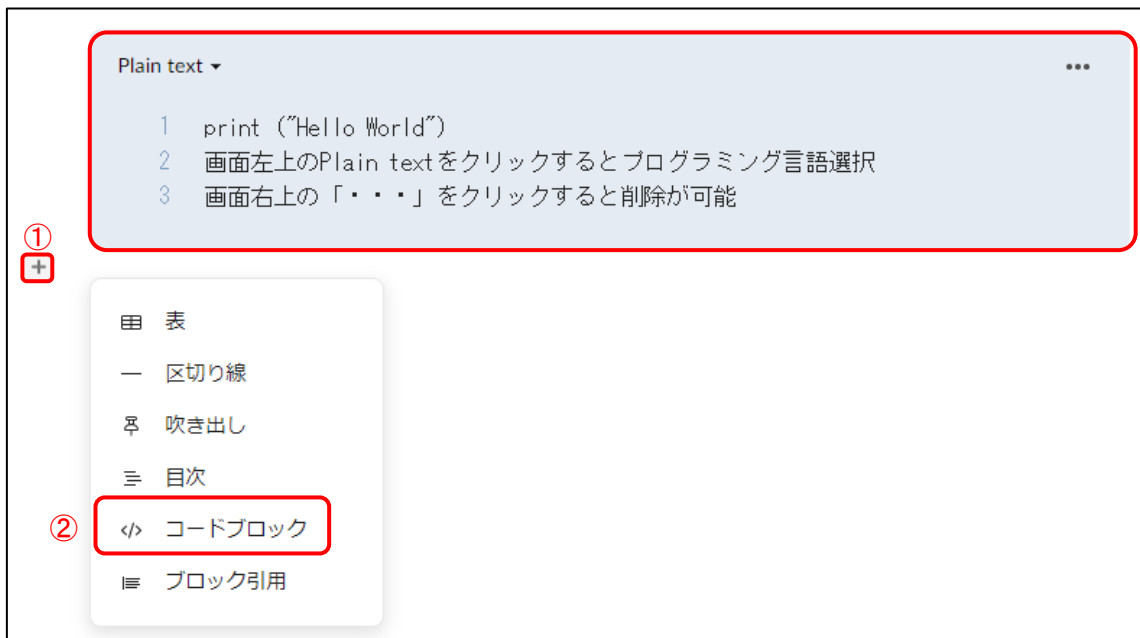 Plain text
•••
1 print ("Hello World")
2 画面左上のPlain textをクリックするとプログラミング言語選択
3 画面右上の「・・・」をクリックすると削除が可能
①
+
表
区切り線
吹き出し
目次
② </> コードブロック
ブロック引用